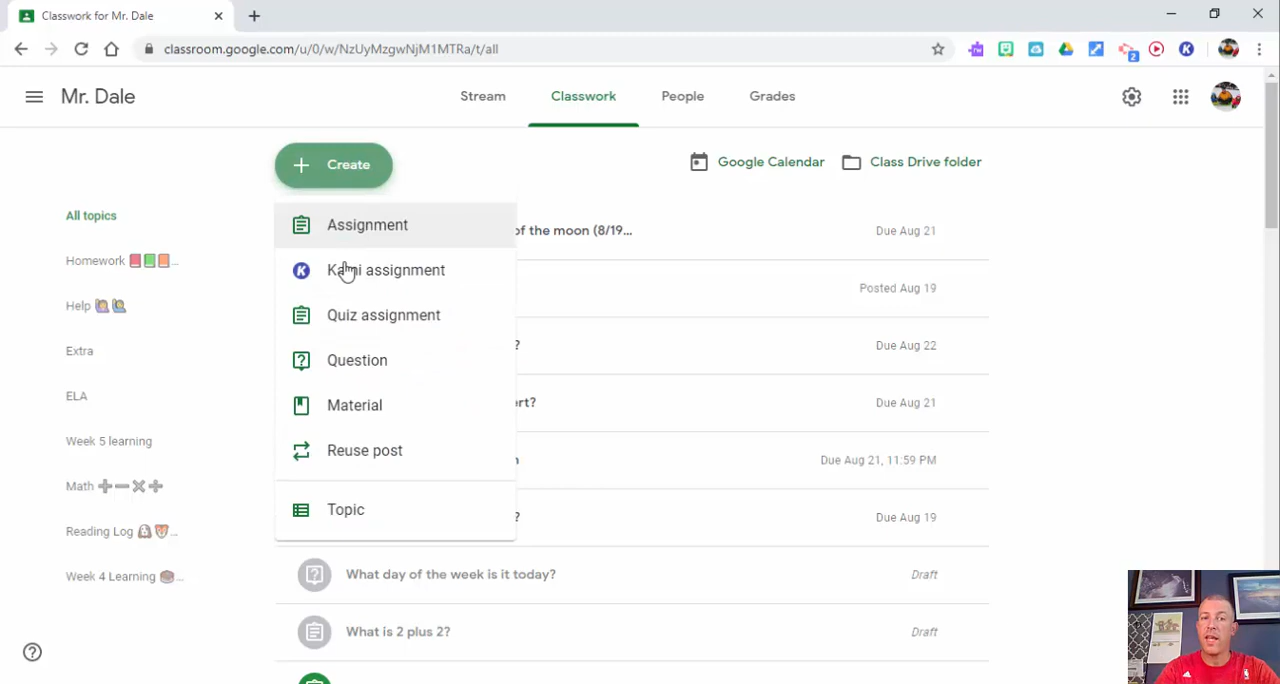 Classwork for Mr. Dale
classroom.google.com/u/0/w/NzUyMzgwNjM1MTRa/t/all
Mr. Dale
Stream
Classwork
People
Grades
Create
Google Calendar
Class Drive folder
All topics
Homework
Help
Extra
ELA
Week 5 learning
Math
Reading Log
Week 4 Learning
Assignment
Kami assignment
Quiz assignment
Question
Material
Reuse post
Topic
of the moon (8/19... Due Aug 21
Posted Aug 19
? Due Aug 22
ert? Due Aug 21
n Due Aug 21, 11:59 PM
? Due Aug 19
What day of the week is it today? Draft
What is 2 plus 2? Draft